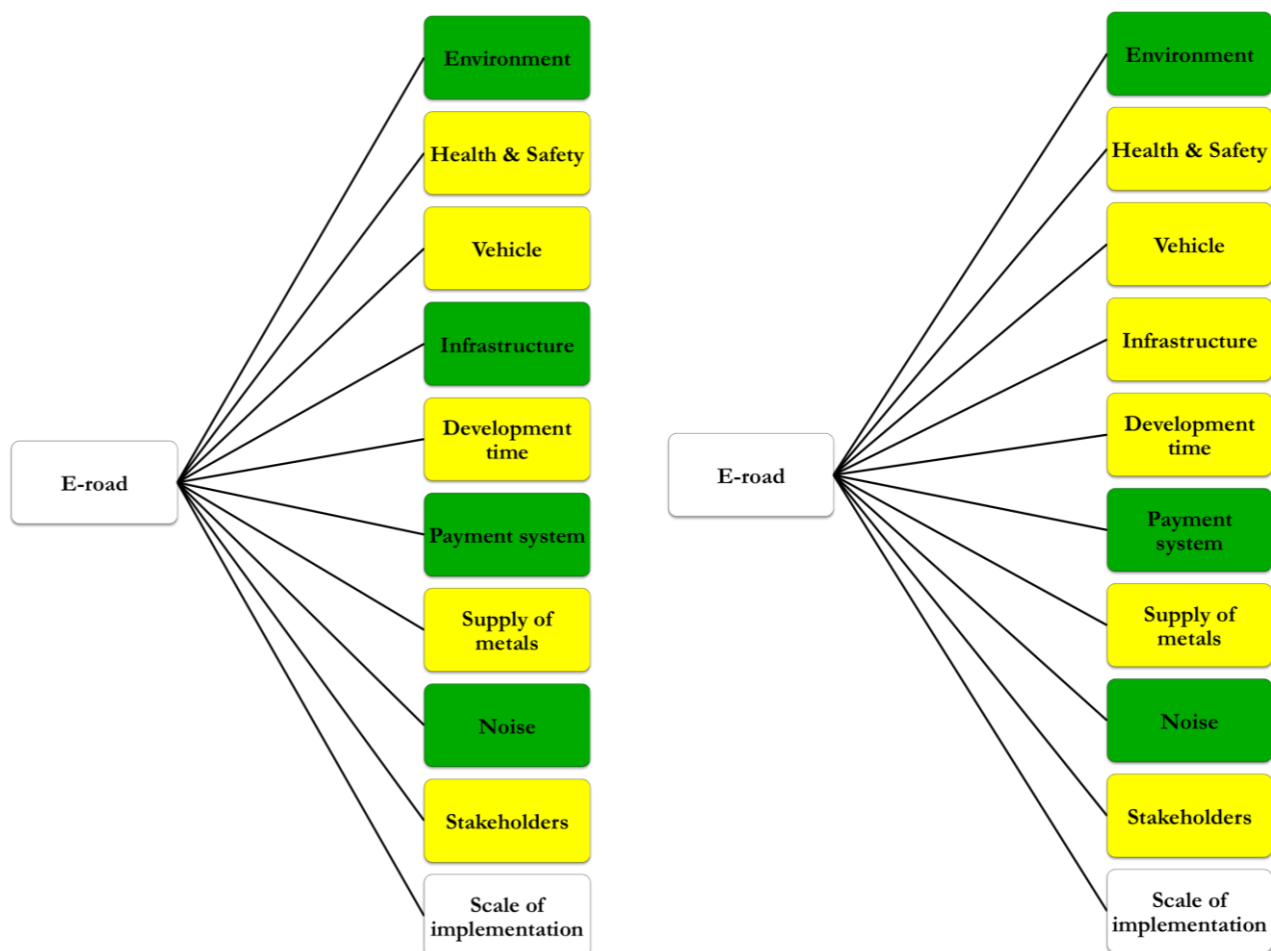 Environment
Health & Safety
Vehicle
Infrastructure
Development
time
E-road
Payment system
Supply of
metals
Noise
Stakeholders
Scale of
implementation
Environment
Health & Safety
Vehicle
Infrastructure
Development
time
E-road
Payment
system
Supply of
metals
Noise
Stakeholders
Scale of
implementation